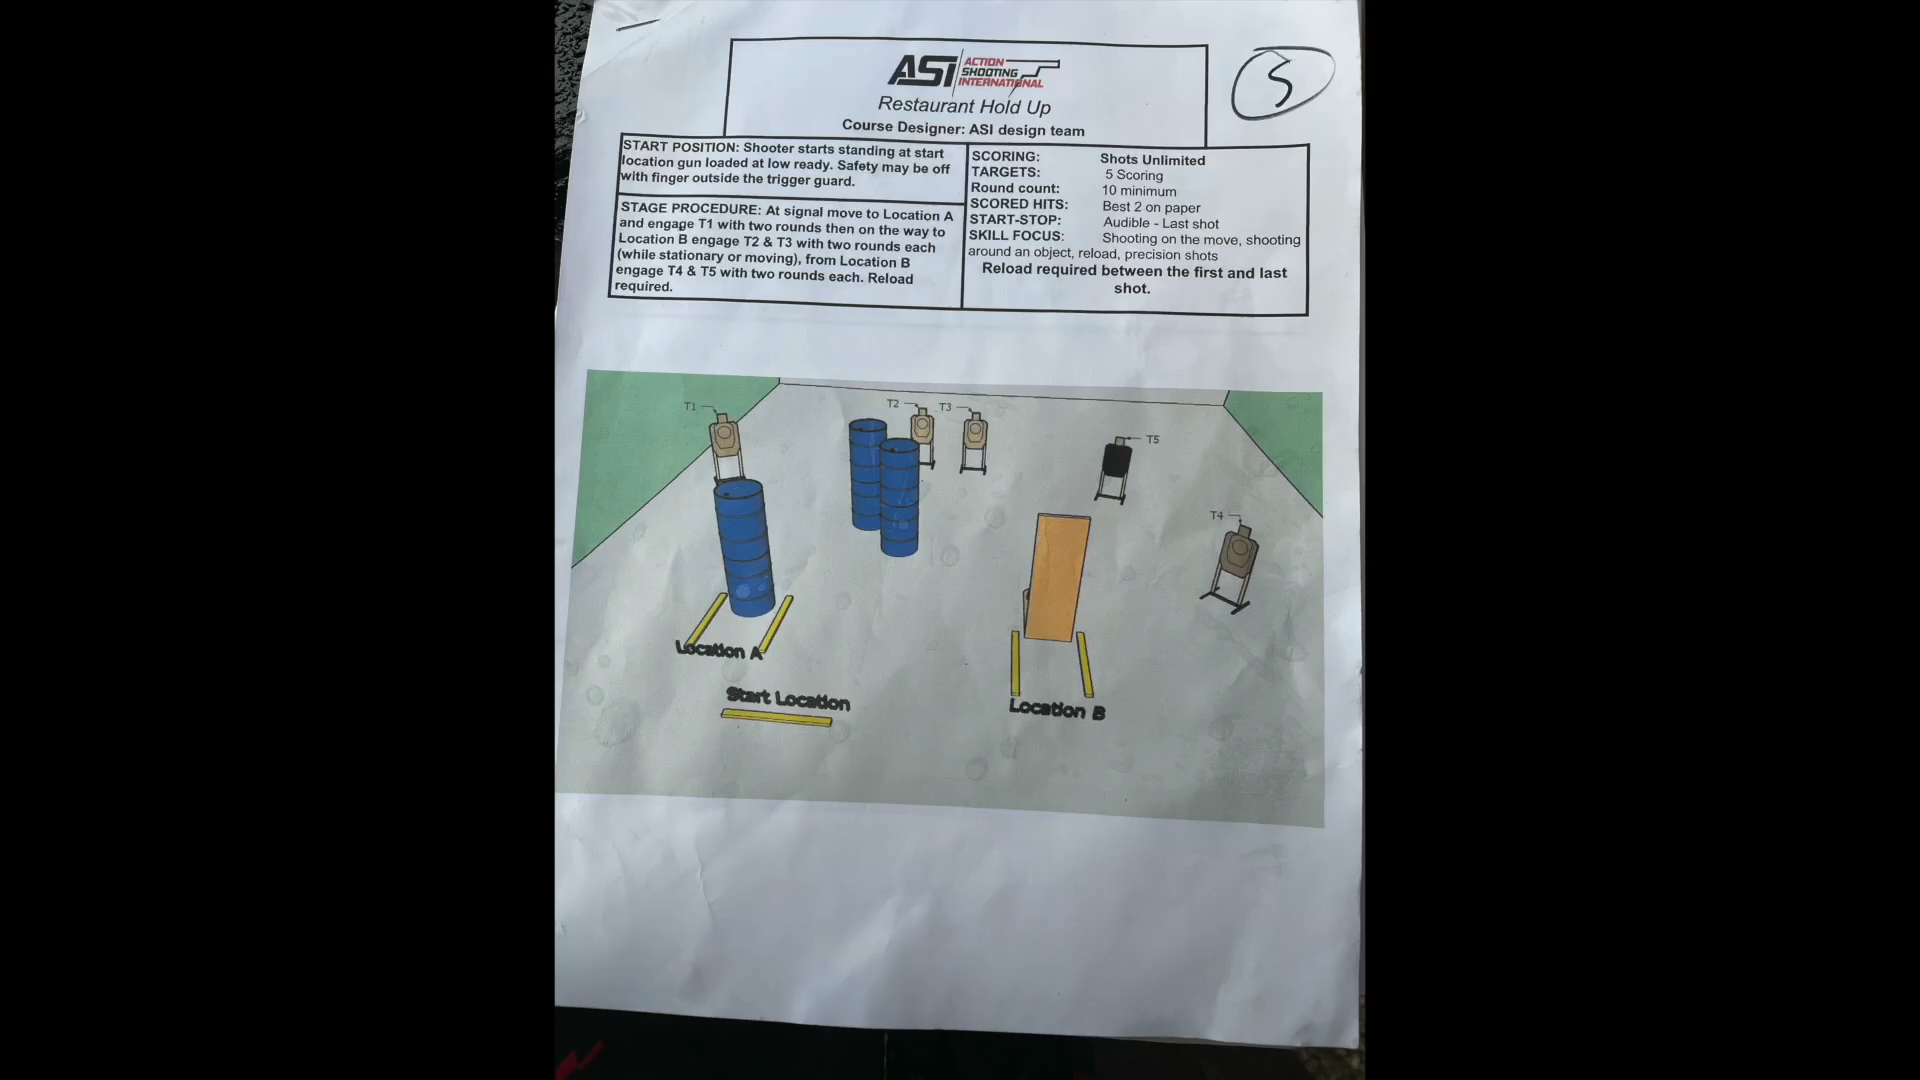 ASI ACTION
SHOOTING
INTERNATIONAL
5
Restaurant Hold Up
Course Designer: ASI design team
START POSITION: Shooter starts standing at start
location gun loaded at low ready. Safety may be off
with finger outside the trigger guard.
STAGE PROCEDURE: At signal move to Location A
and engage T1 with two rounds then on the way to
Location B engage T2 & T3 with two rounds each
(while stationary or moving), from Location B
engage T4 & T5 with two rounds each. Reload
required.
SCORING: Shots Unlimited
TARGETS: 5 Scoring
Round count: 10 minimum
SCORED HITS: Best 2 on paper
START-STOP: Audible - Last shot
SKILL FOCUS: Shooting on the move, shooting
around an object, reload, precision shots
Reload required between the first and last
shot.
T1
T2
T3
T5
T4
Location A
Start Location
Location B